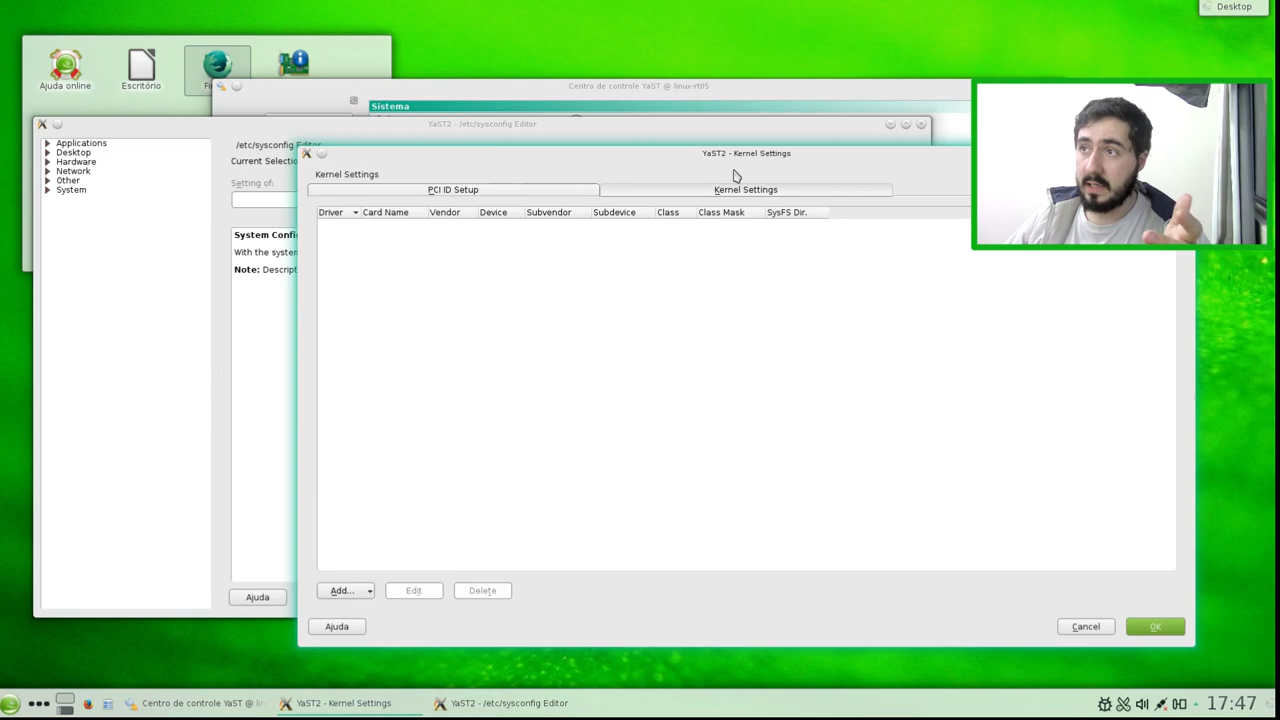 Desktop
Ajuda online
Escritório
Centro de controle YaST @ linux-rt05
Sistema
YaST2 - /etc/sysconfig Editor
Applications
Desktop
Hardware
Network
Other
System
/etc/sysconfig Editor
Current Selectio
Setting of:
System Confi
With the system
Note: Descript
Ajuda
YaST2 - Kernel Settings
Kernel Settings
PCI ID Setup
Kernel Settings
Driver Card Name Vendor Device Subvendor Subdevice Class Class Mask SysFS Dir.
Add... Edit Delete
Ajuda Cancel OK
Centro de controle YaST @ lin
YaST2 - Kernel Settings
YaST2 - /etc/sysconfig Editor
17:47